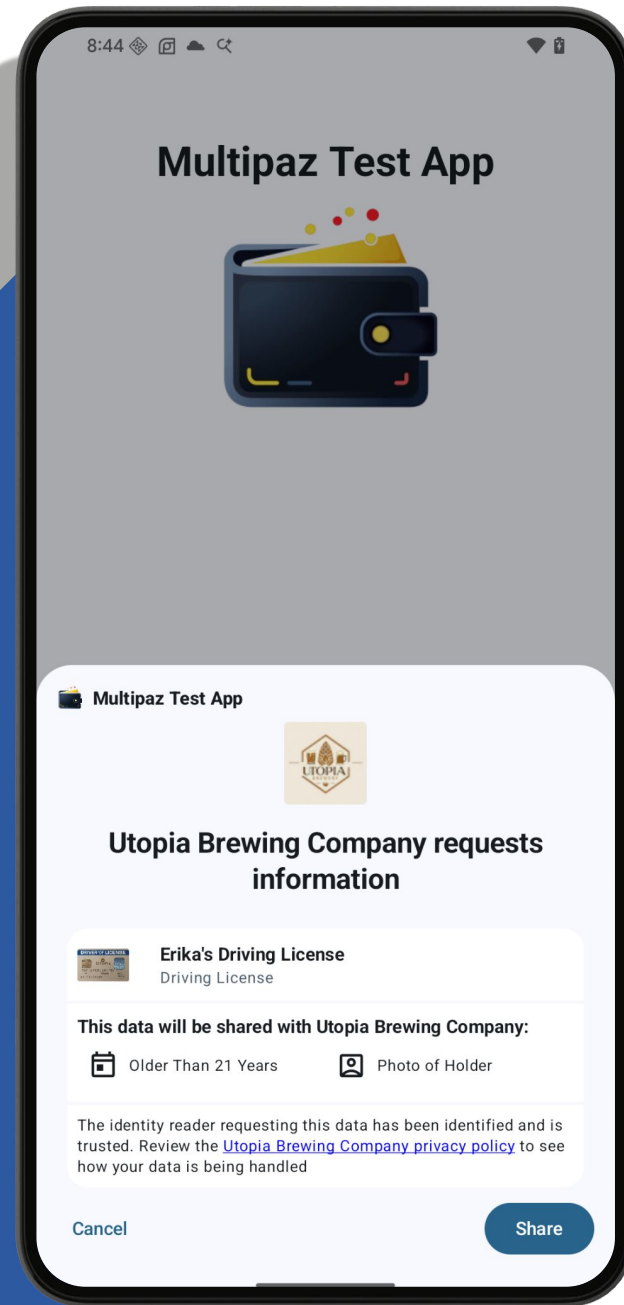 8:44
Multipaz Test App
Multipaz Test App
UTOPIA
Utopia Brewing Company requests
information
DRIVER'S LICENSE
Erika's Driving License
Driving License
This data will be shared with Utopia Brewing Company:
Older Than 21 Years
Photo of Holder
The identity reader requesting this data has been identified and is
trusted. Review the Utopia Brewing Company privacy policy to see
how your data is being handled
Cancel
Share